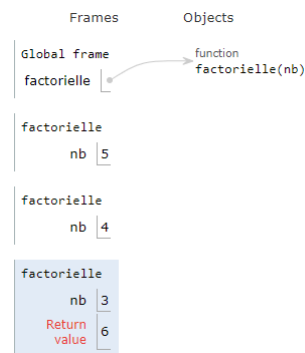 Frames Objects
Global frame
factorielle
function
factorielle(nb)
factorielle
nb 5
factorielle
nb 4
factorielle
nb 3
Return
value 6